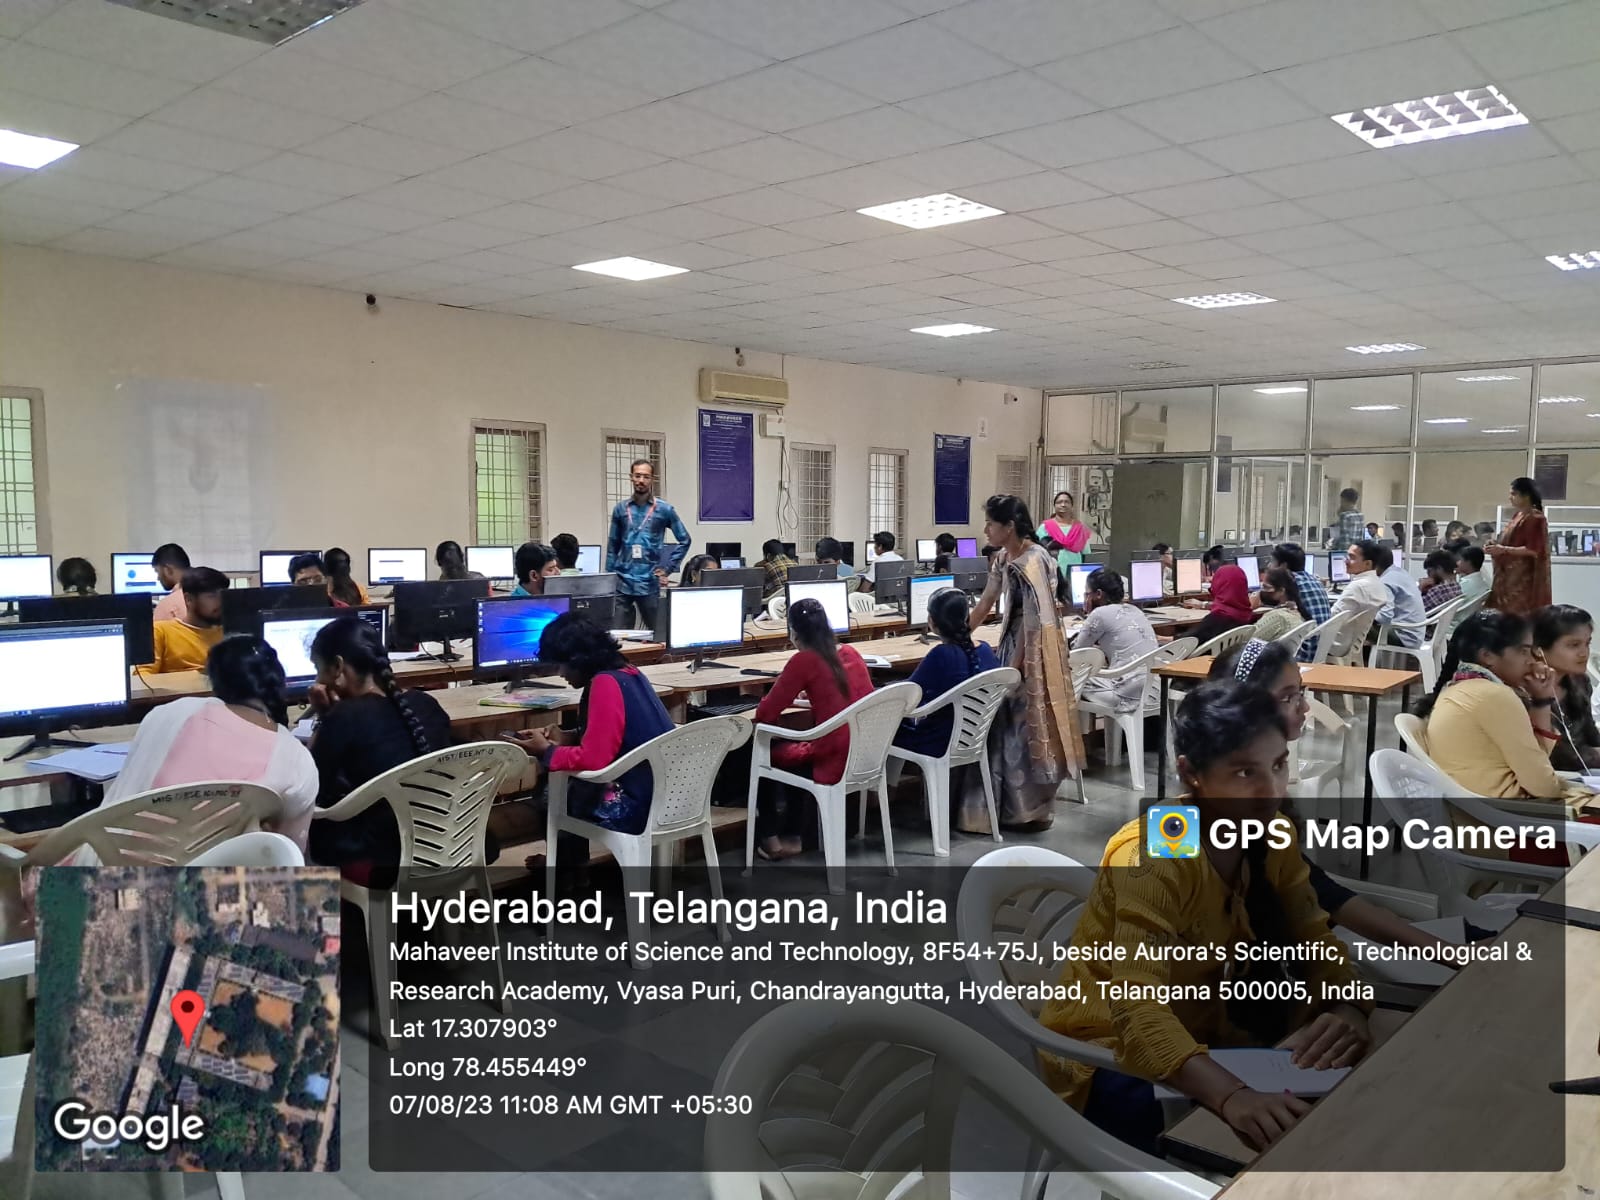 GPS Map Camera
Hyderabad, Telangana, India
Mahaveer Institute of Science and Technology, 8F54+75J, beside Aurora's Scientific, Technological &
Research Academy, Vyasa Puri, Chandrayangutta, Hyderabad, Telangana 500005, India
Lat 17.307903°
Long 78.455449°
07/08/23 11:08 AM GMT +05:30
Google